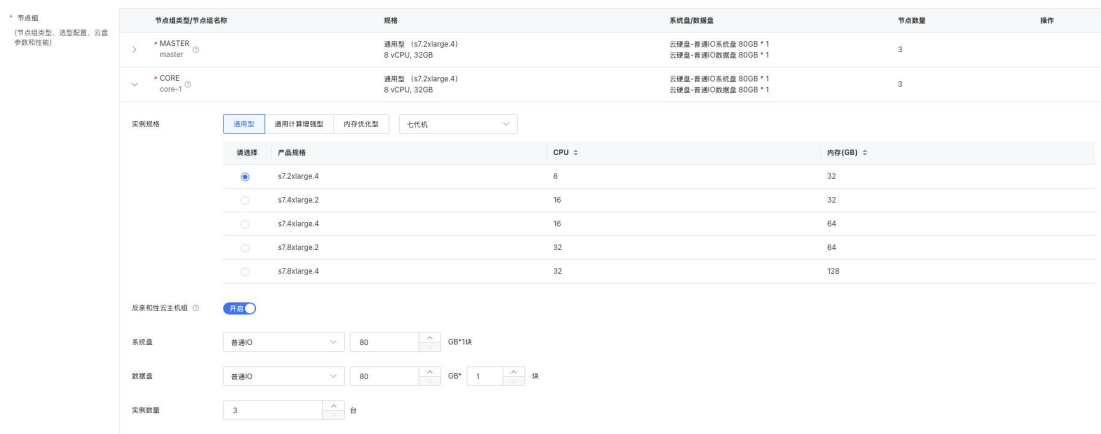 * 节点组
(节点组类型、选型配置、云盘
参数和性能)
节点组类型/节点组名称 规格 系统盘/数据盘 节点数量 操作
* MASTER
master
通用型 (s7.2xlarge.4)
8 vCPU, 32GB
云硬盘-普通IO系统盘 80GB * 1
云硬盘-普通IO数据盘 80GB * 1
3
* CORE
core-1
通用型 (s7.2xlarge.4)
8 vCPU, 32GB
云硬盘-普通IO系统盘 80GB * 1
云硬盘-普通IO数据盘 80GB * 1
3
实例规格 通用型 通用计算增强型 内存优化型 七代机
请选择 产品规格 CPU 内存(GB)
s7.2xlarge.4 8 32
s7.4xlarge.2 16 32
s7.4xlarge.4 16 64
s7.8xlarge.2 32 64
s7.8xlarge.4 32 128
反亲和性云主机组 开启
系统盘 普通IO 80 GB*1块
数据盘 普通IO 80 GB* 1 块
实例数量 3 台